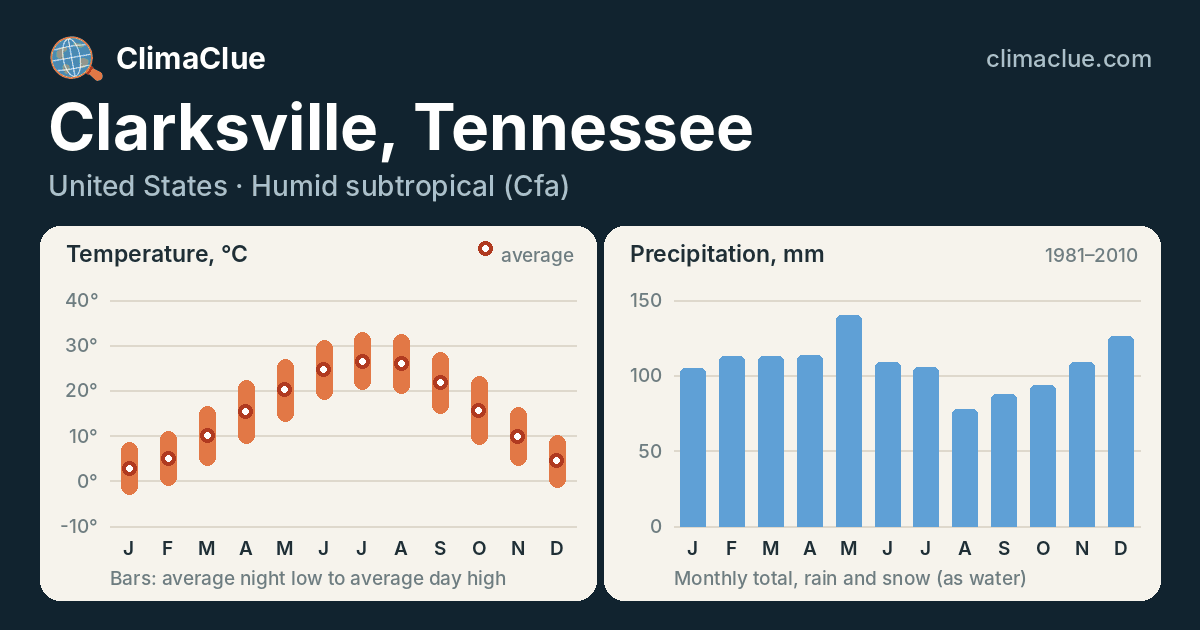 ClimaClue
climaclue.com
Clarksville, Tennessee
United States · Humid subtropical (Cfa)
Temperature, °C
average
40°
30°
20°
10°
0°
-10°
J F M A M J J A S O N D
Bars: average night low to average day high
Precipitation, mm
1981–2010
150
100
50
0
J F M A M J J A S O N D
Monthly total, rain and snow (as water)